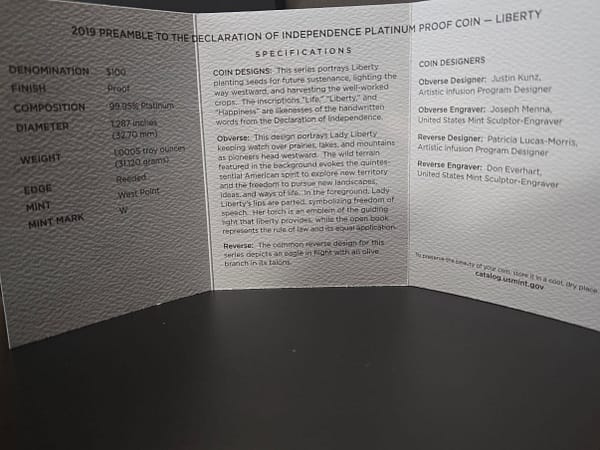 2019 PREAMBLE TO THE DECLARATION OF INDEPENDENCE PLATINUM PROOF COIN — LIBERTY
SPECIFICATIONS
DENOMINATION $100
FINISH Proof
COMPOSITION 99.95% Platinum
DIAMETER 1.287 inches
(32.70 mm)
WEIGHT 1.0005 troy ounces
(31.120 grams)
EDGE Reeded
MINT West Point
MINT MARK W
COIN DESIGNS: This series portrays Liberty
planting seeds for future sustenance, lighting the
way westward, and harvesting the well-worked
crops. The inscriptions "Life," "Liberty," and
"Happiness" are likenesses of the handwritten
words from the Declaration of Independence.
Obverse: This design portrays Lady Liberty
keeping watch over prairies, lakes, and mountains
as pioneers head westward. The wild terrain
featured in the background evokes the quintes-
sential American spirit to explore new territory
and the freedom to pursue new landscapes,
ideas, and ways of life. In the foreground, Lady
Liberty's lips are parted, symbolizing freedom of
speech. Her torch is an emblem of the guiding
light that liberty provides, while the open book
represents the rule of law and its equal application.
Reverse: The common reverse design for this
series depicts an eagle in flight with an olive
branch in its talons.
COIN DESIGNERS
Obverse Designer: Justin Kunz,
Artistic Infusion Program Designer
Obverse Engraver: Joseph Menna,
United States Mint Sculptor-Engraver
Reverse Designer: Patricia Lucas-Morris,
Artistic Infusion Program Designer
Reverse Engraver: Don Everhart,
United States Mint Sculptor-Engraver
To preserve the beauty of your coin, store it in a cool, dry place.
catalog.usmint.gov